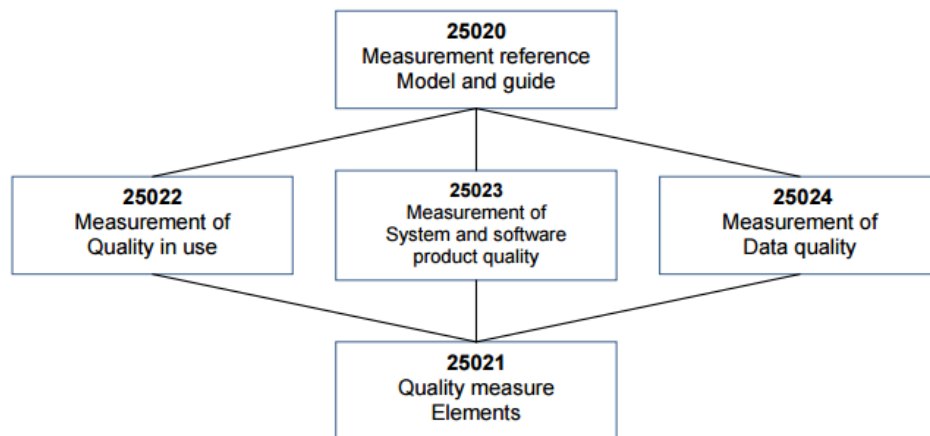 25020
Measurement reference
Model and guide
25022
Measurement of
Quality in use
25023
Measurement of
System and software
product quality
25024
Measurement of
Data quality
25021
Quality measure
Elements